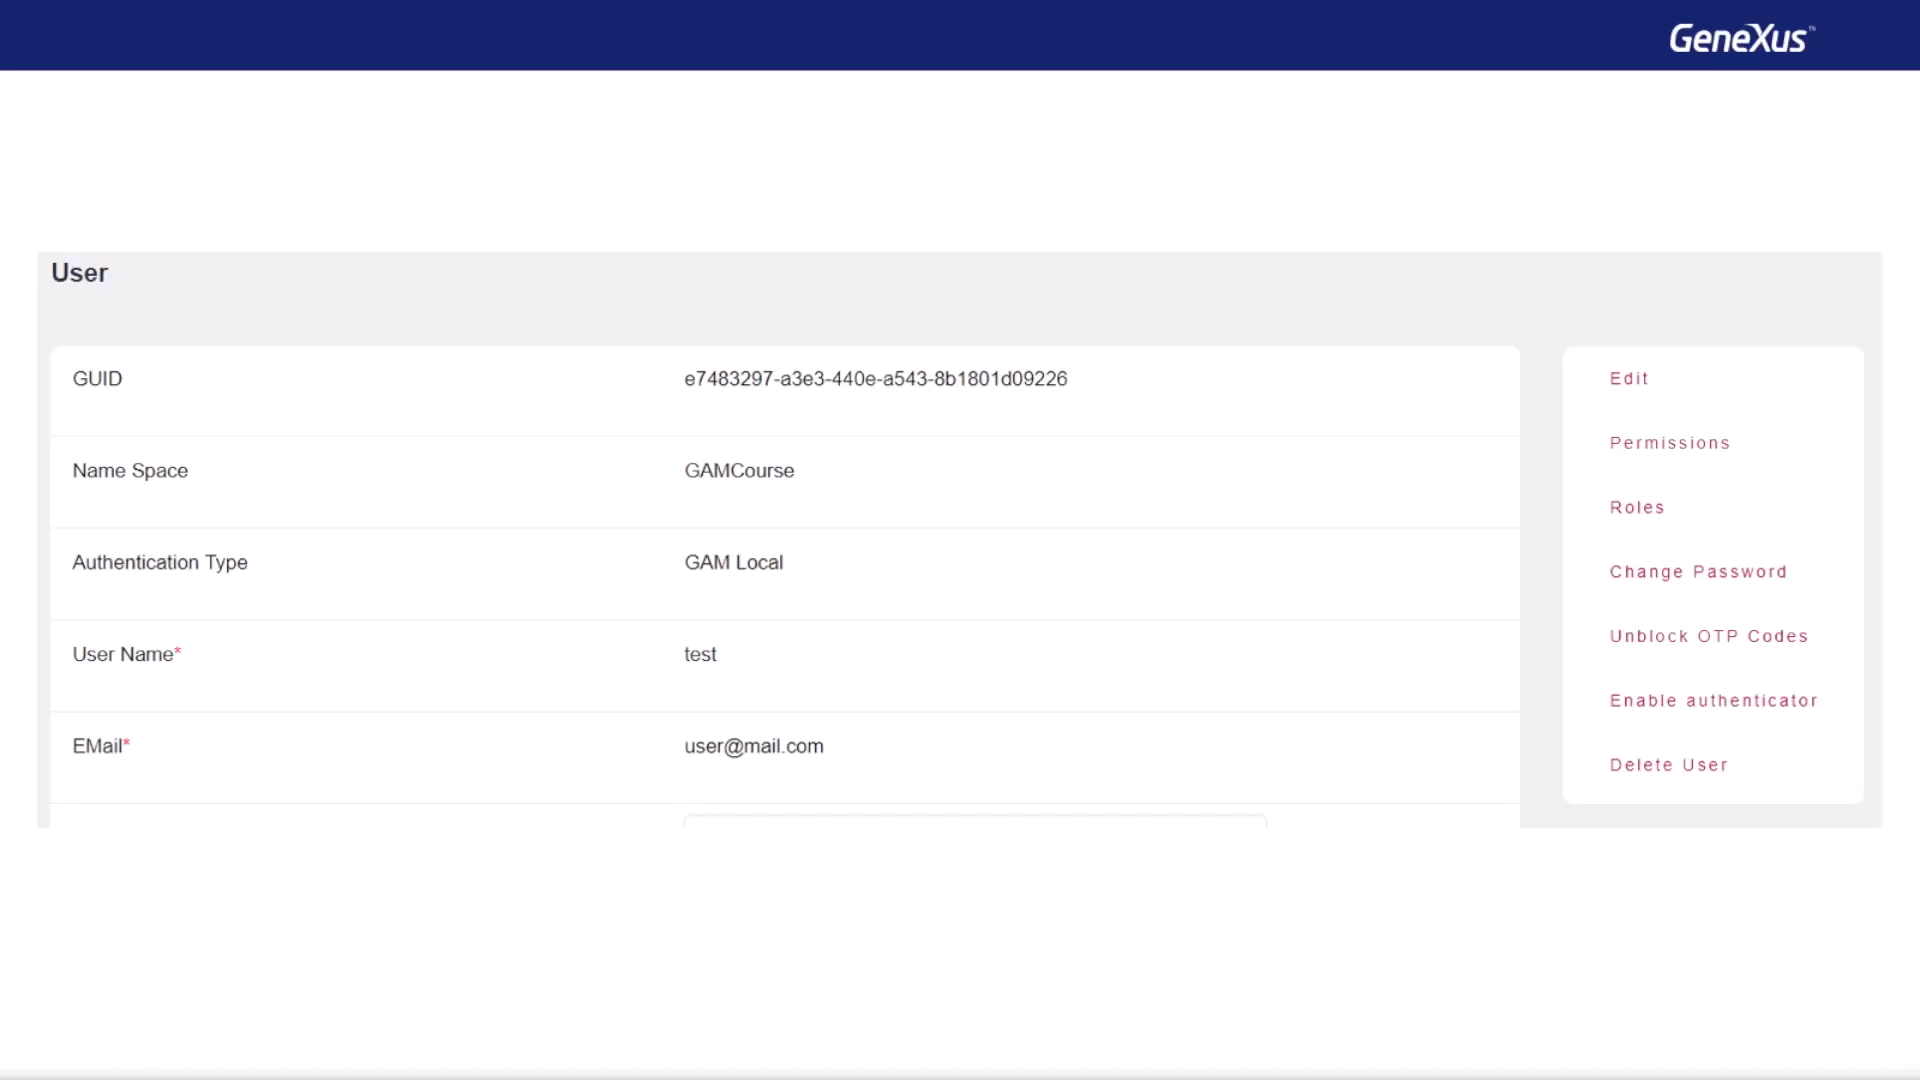 GeneXus™
User
GUID e7483297-a3e3-440e-a543-8b1801d09226
Name Space GAMCourse
Authentication Type GAM Local
User Name* test
EMail* user@mail.com
Edit
Permissions
Roles
Change Password
Unblock OTP Codes
Enable authenticator
Delete User